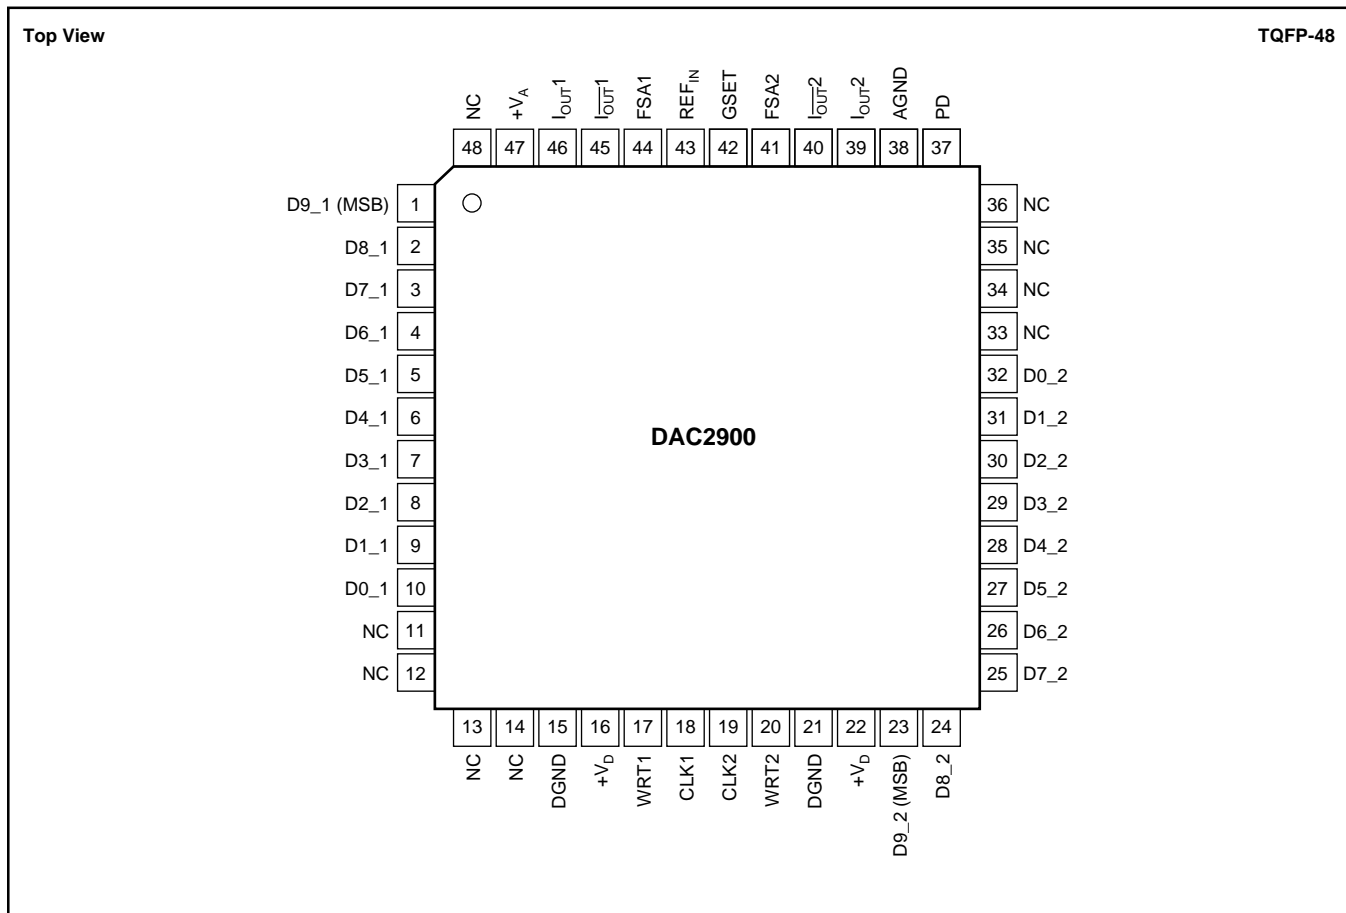 Top View
TQFP-48
NC
+VA
IOUT1
I̅O̅U̅T̅1
FSA1
REFIN
GSET
FSA2
I̅O̅U̅T̅2
IOUT2
AGND
PD
48 47 46 45 44 43 42 41 40 39 38 37
D9_1 (MSB) 1
D8_1 2
D7_1 3
D6_1 4
D5_1 5
D4_1 6
D3_1 7
D2_1 8
D1_1 9
D0_1 10
NC 11
NC 12
DAC2900
36 NC
35 NC
34 NC
33 NC
32 D0_2
31 D1_2
30 D2_2
29 D3_2
28 D4_2
27 D5_2
26 D6_2
25 D7_2
13 14 15 16 17 18 19 20 21 22 23 24
NC
NC
DGND
+VD
WRT1
CLK1
CLK2
WRT2
DGND
+VD
D9_2 (MSB)
D8_2